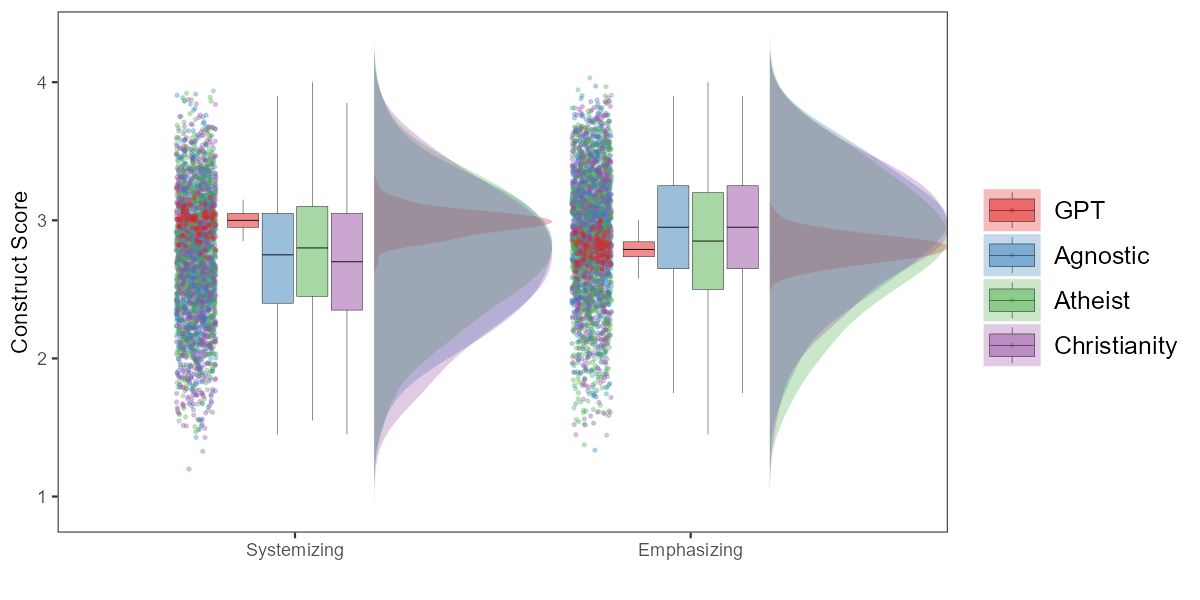 Construct Score
4
3
2
1
Systemizing
Emphasizing
GPT
Agnostic
Atheist
Christianity